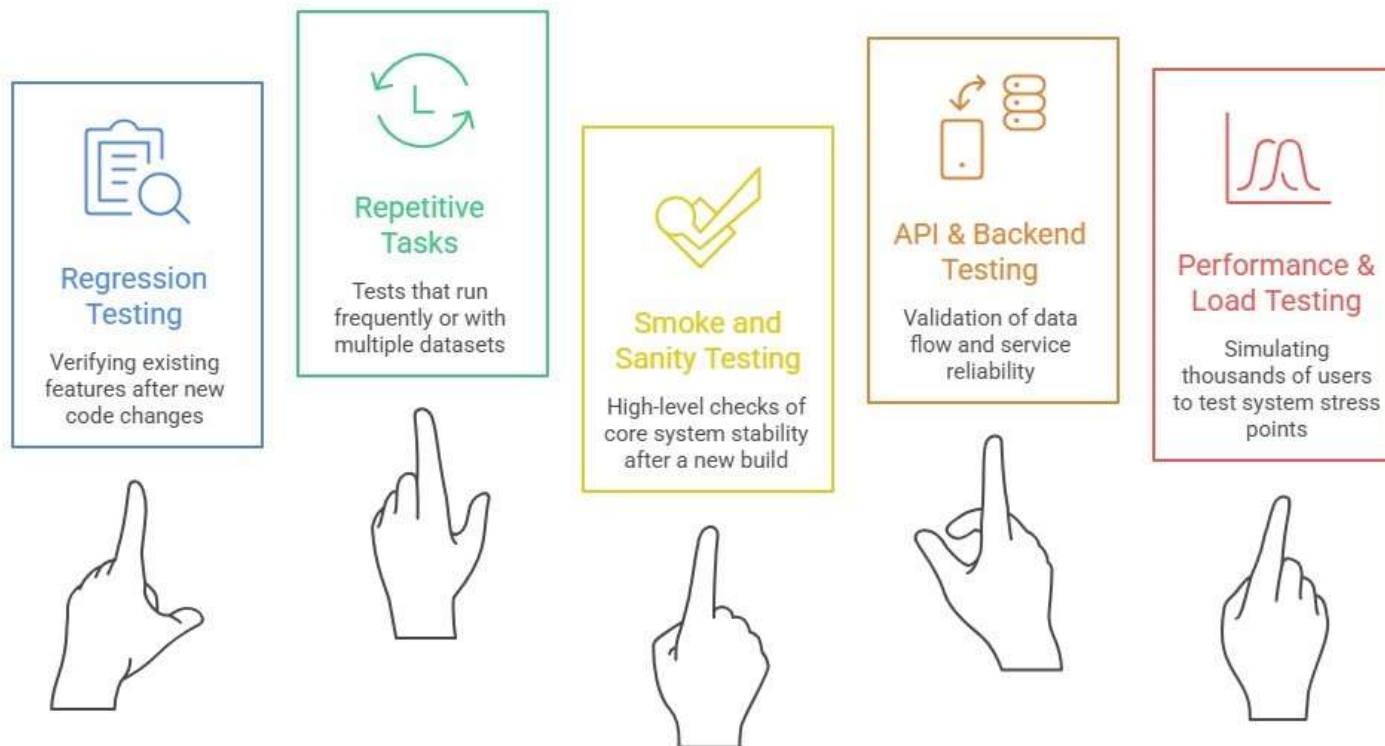 Regression
Testing
Verifying existing
features after new
code changes
Repetitive
Tasks
Tests that run
frequently or with
multiple datasets
Smoke and
Sanity Testing
High-level checks of
core system stability
after a new build
API & Backend
Testing
Validation of data
flow and service
reliability
Performance &
Load Testing
Simulating
thousands of users
to test system stress
points